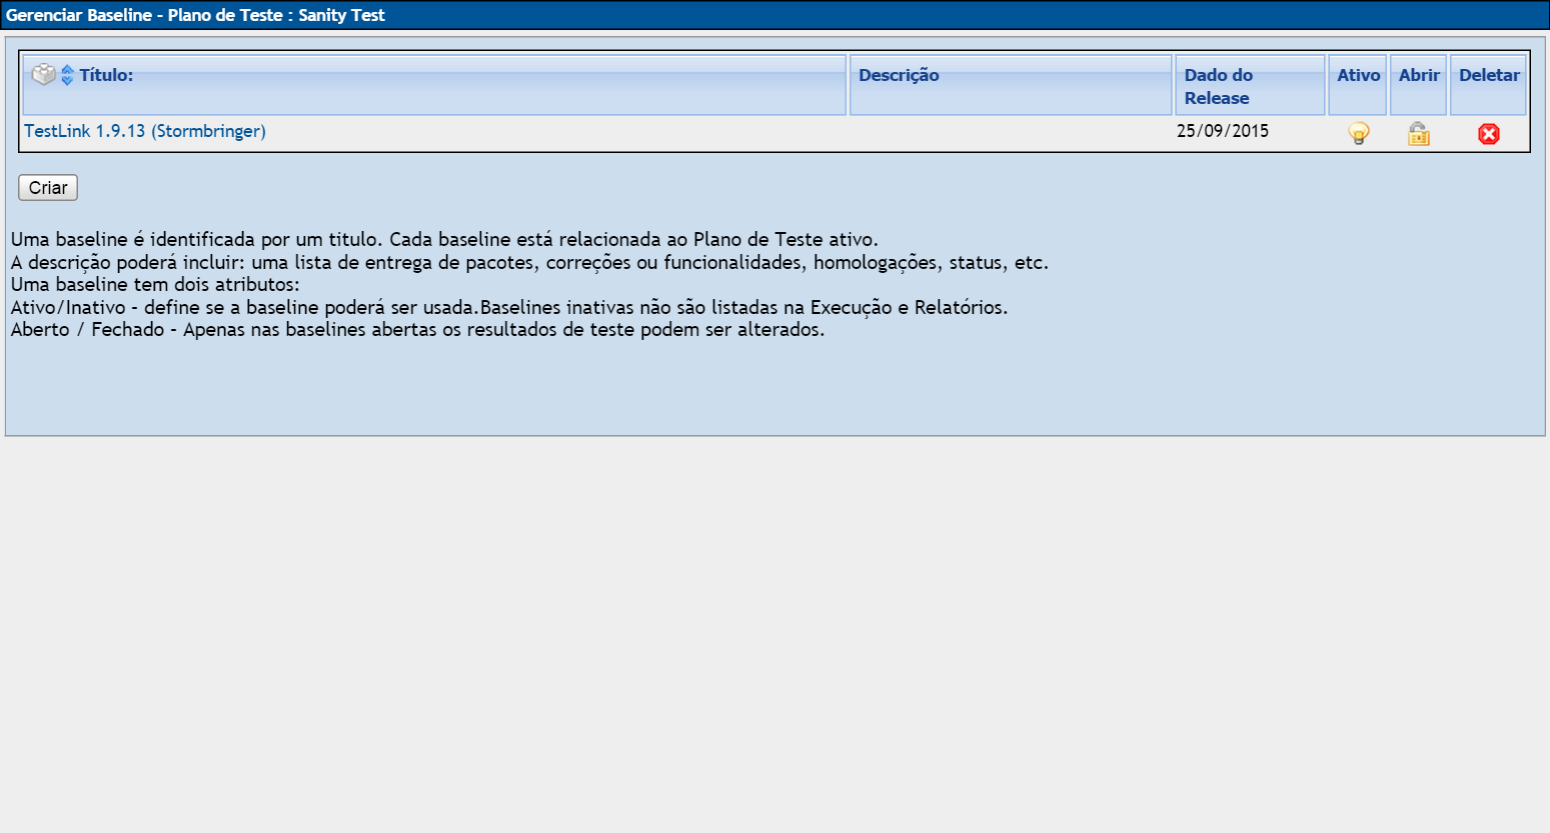 Gerenciar Baseline - Plano de Teste : Sanity Test
Título: Descrição Dado do Release Ativo Abrir Deletar
TestLink 1.9.13 (Stormbringer) 25/09/2015
Criar
Uma baseline é identificada por um titulo. Cada baseline está relacionada ao Plano de Teste ativo.
A descrição poderá incluir: uma lista de entrega de pacotes, correções ou funcionalidades, homologações, status, etc.
Uma baseline tem dois atributos:
Ativo/Inativo - define se a baseline poderá ser usada.Baselines inativas não são listadas na Execução e Relatórios.
Aberto / Fechado - Apenas nas baselines abertas os resultados de teste podem ser alterados.